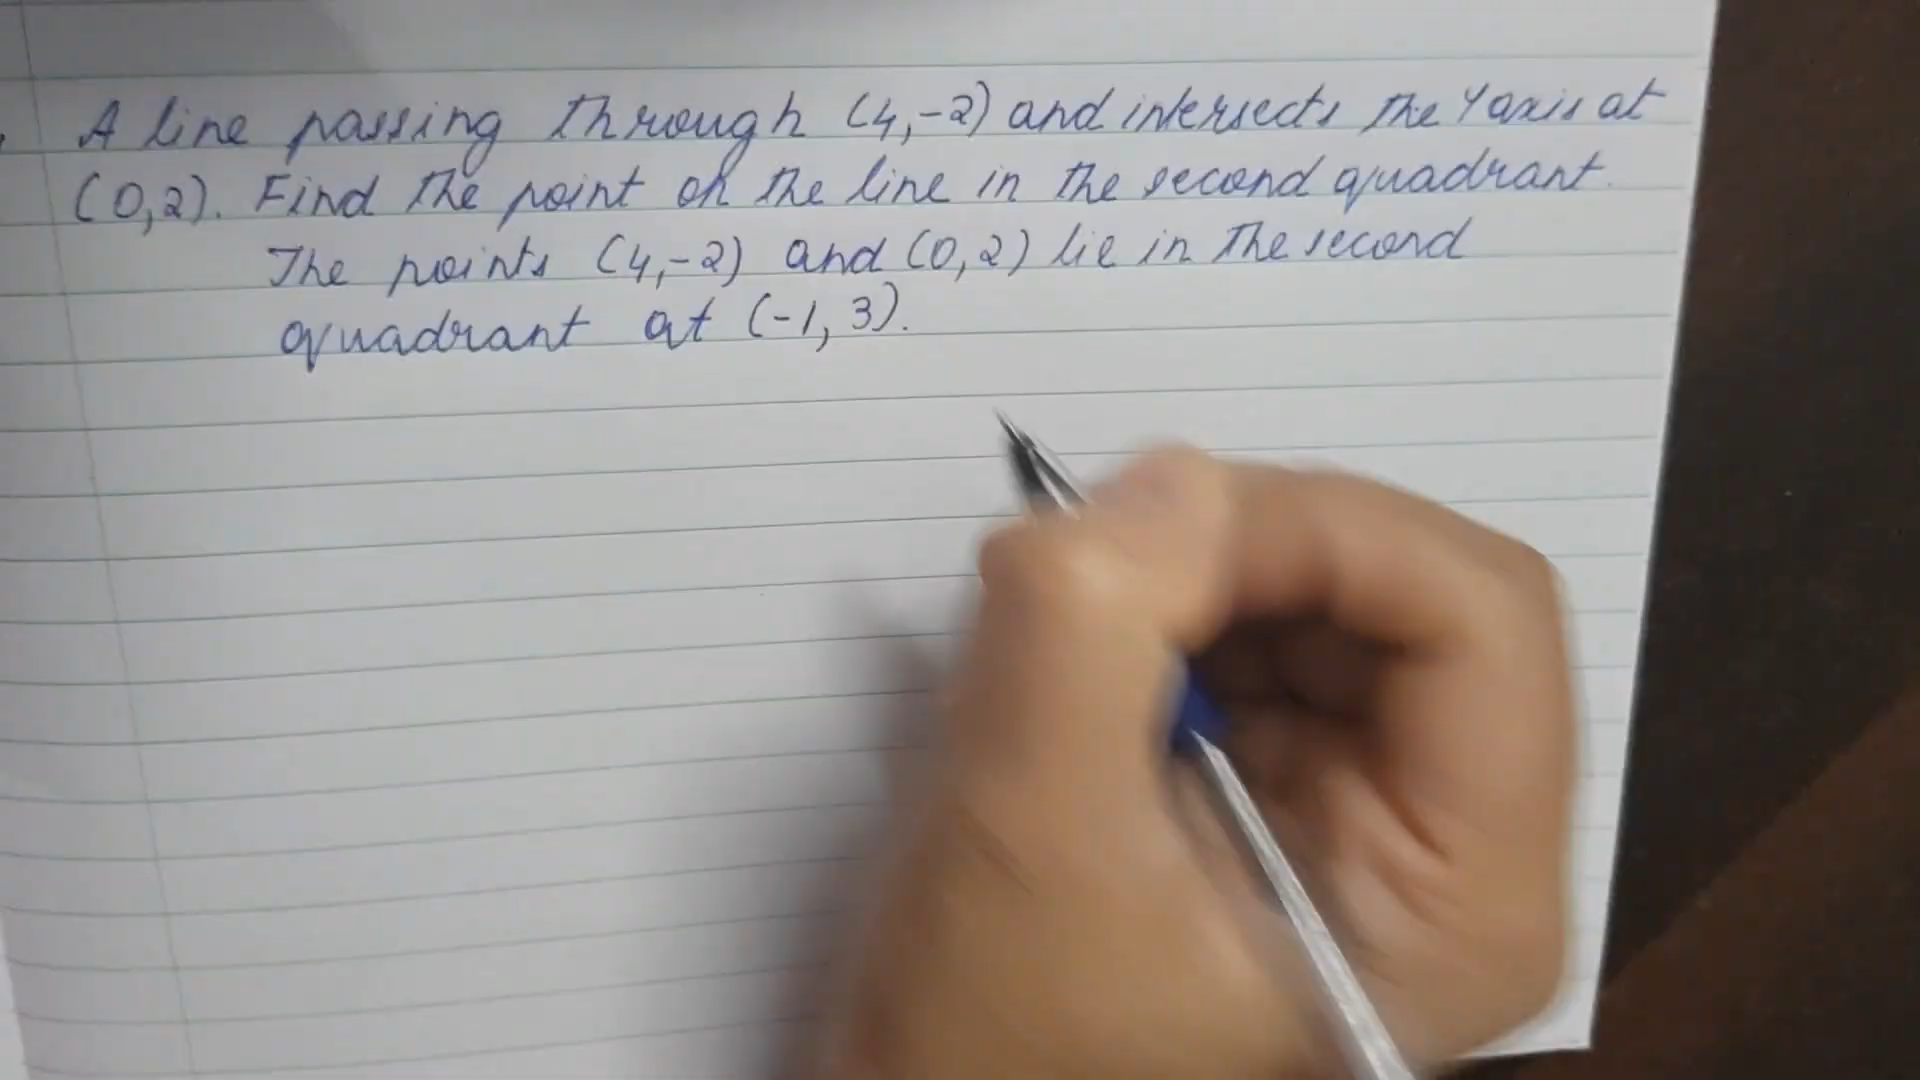 A line passing through (4,-2) and intersects the Y axis at
(0,2). Find the point on the line in the second quadrant.
The points (4,-2) and (0,2) lie in the second
quadrant at (-1, 3).